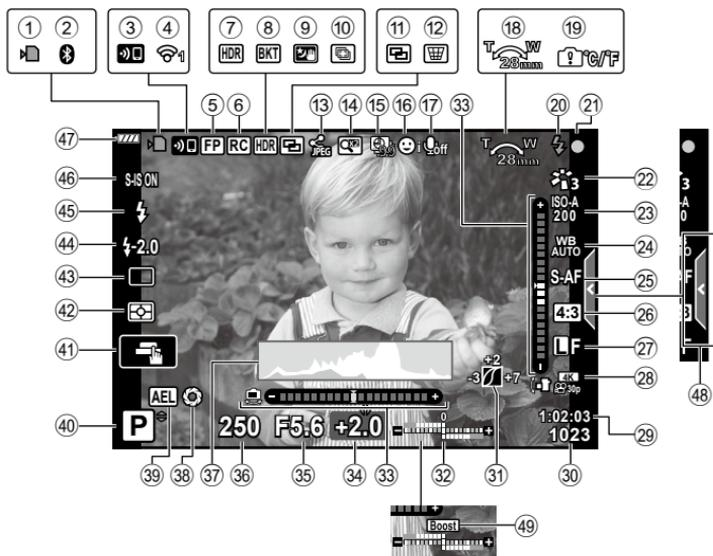 ① ② ③ ④ ⑦ ⑧ ⑨ ⑩ ⑪ ⑫ ⑱ ⑲
1 HDR BKT T W 28mm °C/°F
⑤ ⑥ ⑬ ⑭ ⑮ ⑯ ⑰ ㉝ ⑳ ㉑
㊼ FP RC HDR JPEG i off T W 28mm
㊻ S-IS ON 3 ㉒
㊺ ISO-A 200 ㉓
㊹ -2.0 WB AUTO ㉔
㊸ S-AF ㉕
㊷ 4:3 ㉖
㊶ L F ㉗
+2
-3 +7 4K 30p ㉘
AEL 1:02:03 ㉙
㊵ P 250 F5.6 +2.0 0 1023
㊴ ㊳ ㊲ ㊱ ㉟ ㉞ ㉝ ㉜ ㉛ ㉚
㊽
Boost ㊾